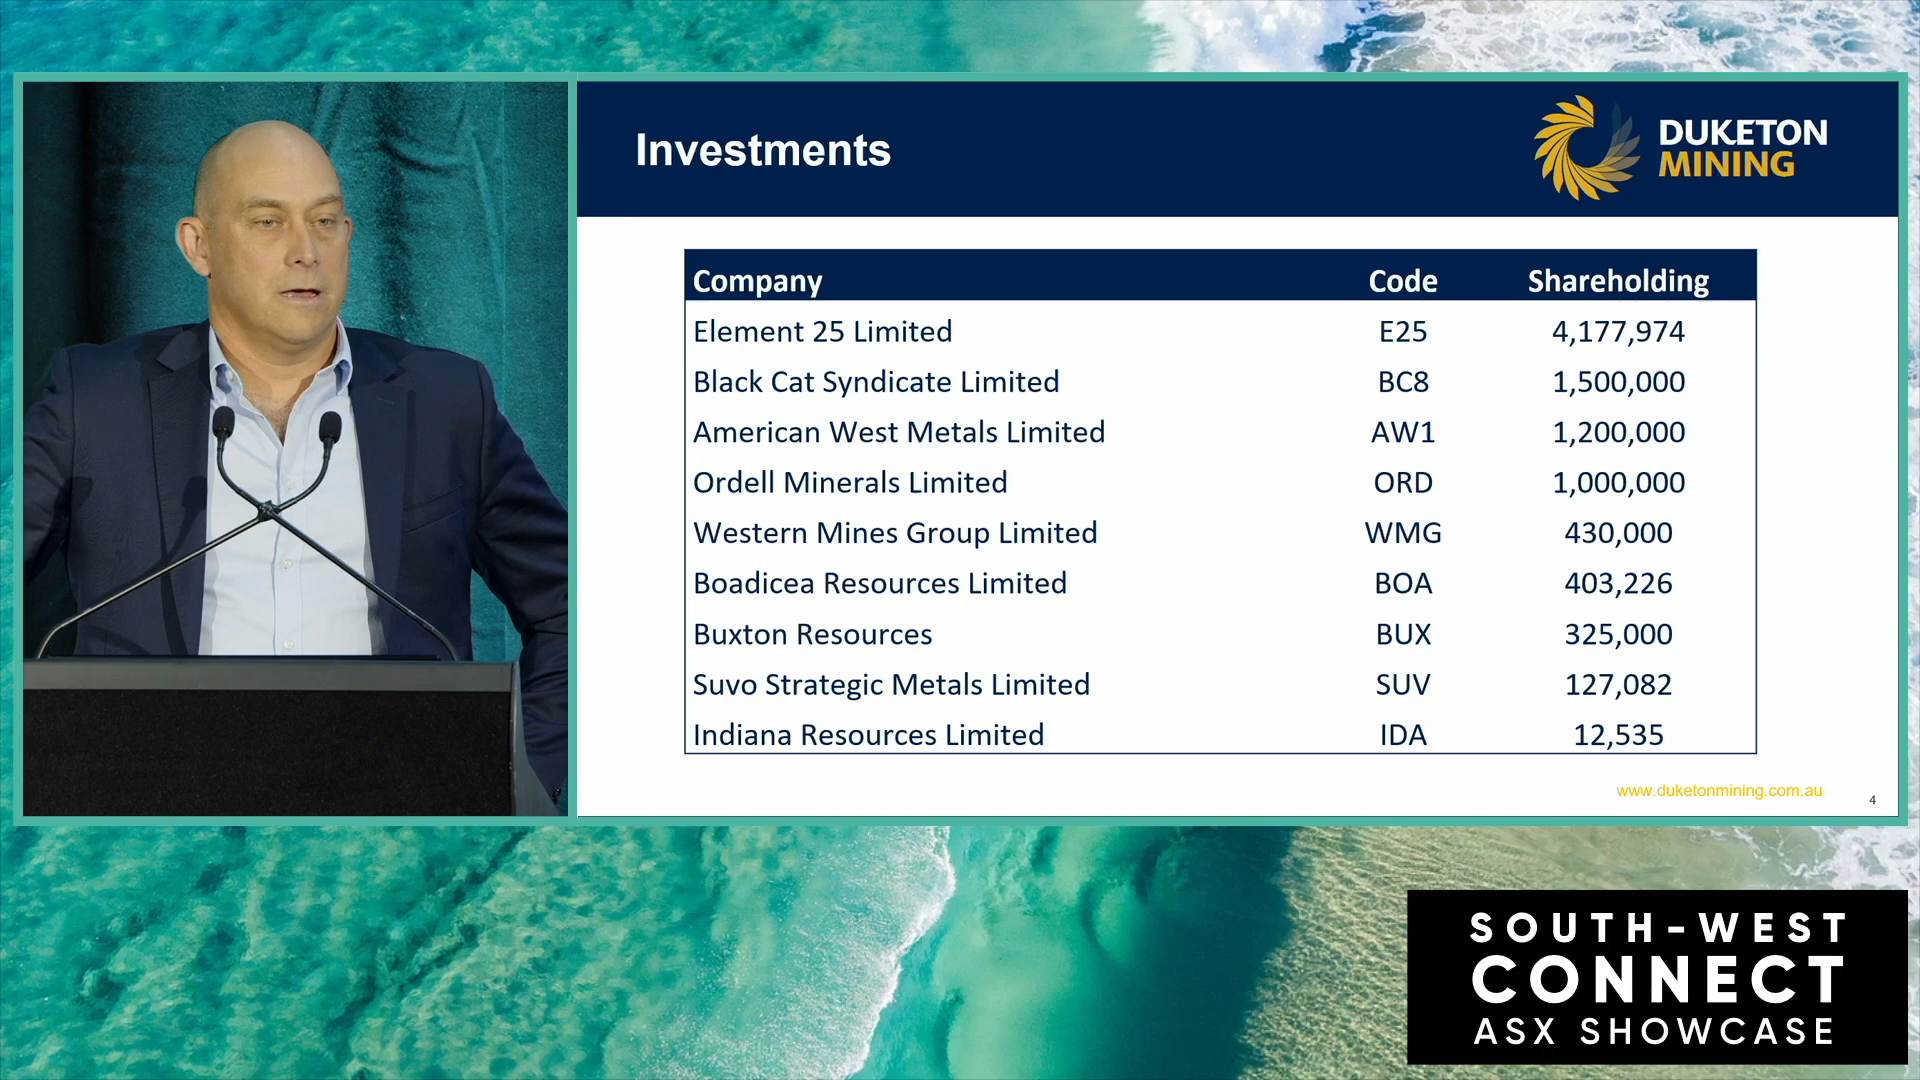 Investments
DUKETON
MINING
Company Code Shareholding
Element 25 Limited E25 4,177,974
Black Cat Syndicate Limited BC8 1,500,000
American West Metals Limited AW1 1,200,000
Ordell Minerals Limited ORD 1,000,000
Western Mines Group Limited WMG 430,000
Boadicea Resources Limited BOA 403,226
Buxton Resources BUX 325,000
Suvo Strategic Metals Limited SUV 127,082
Indiana Resources Limited IDA 12,535
www.duketonmining.com.au
4
SOUTH-WEST
CONNECT
ASX SHOWCASE